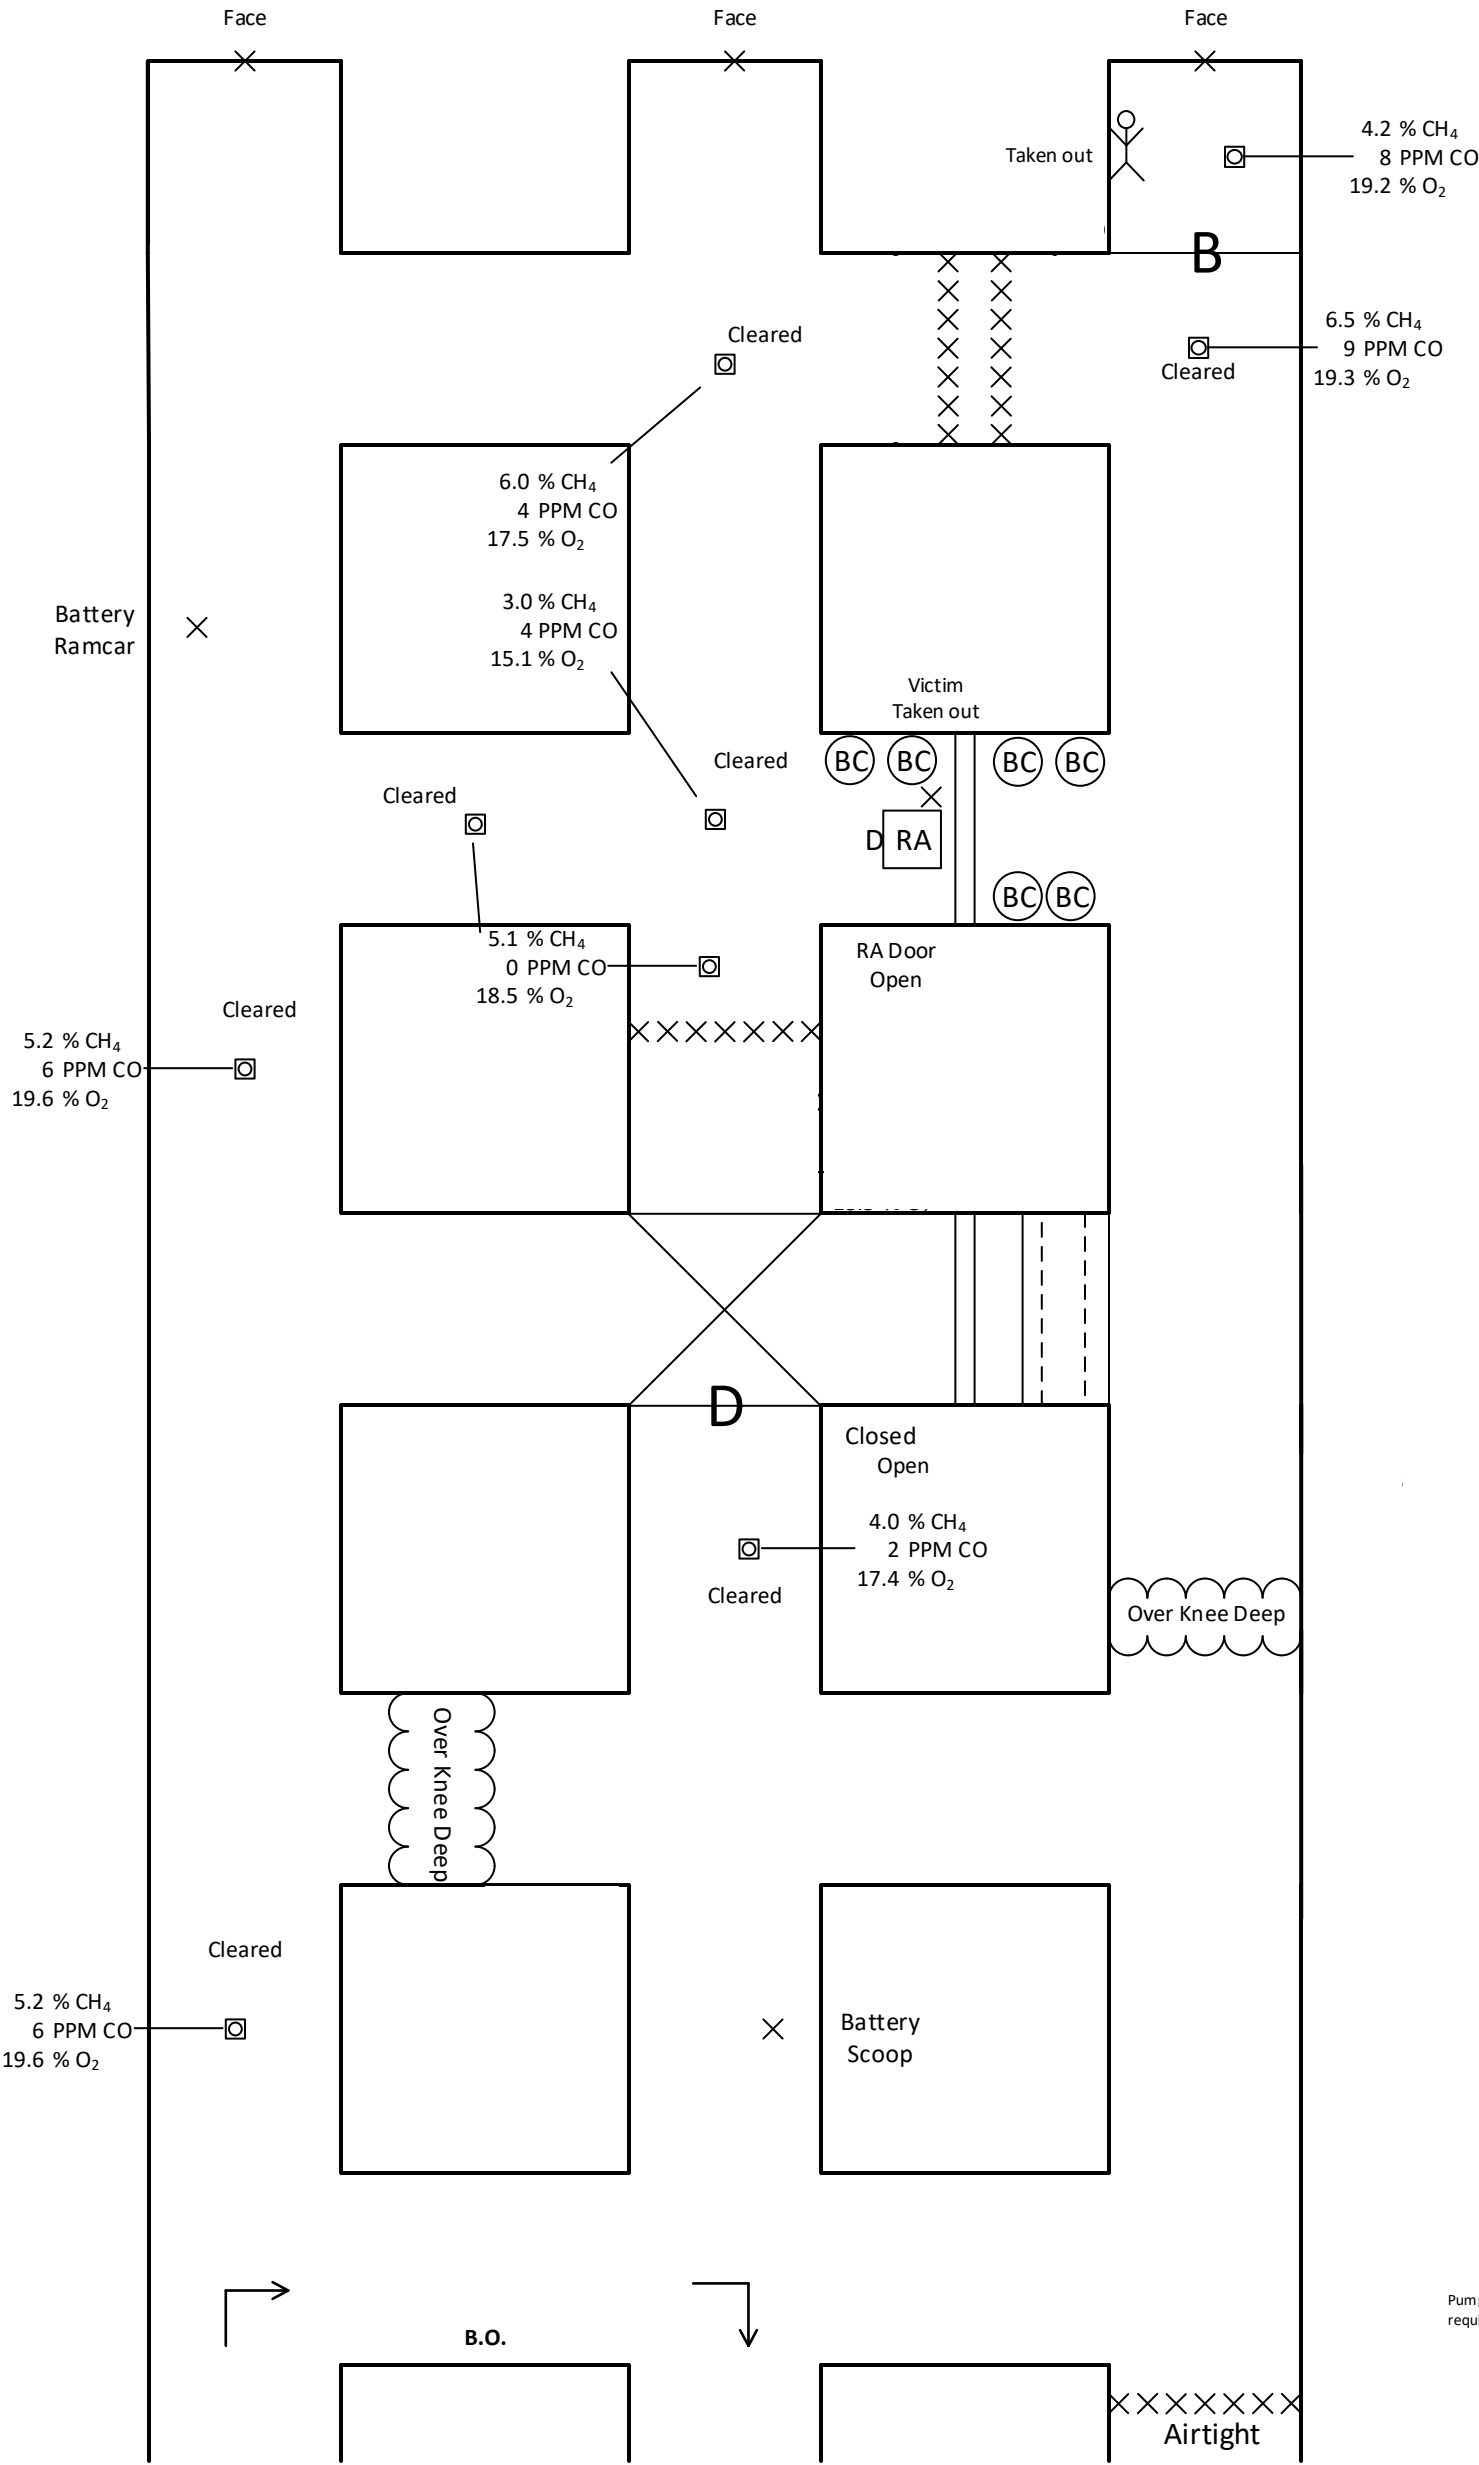 Face
Face
Face
Taken out
4.2 % CH₄
8 PPM CO
19.2 % O₂
B
6.5 % CH₄
9 PPM CO
19.3 % O₂
Cleared
Cleared
6.0 % CH₄
4 PPM CO
17.5 % O₂
3.0 % CH₄
4 PPM CO
15.1 % O₂
Battery
Ramcar
Victim
Taken out
BC BC BC BC
Cleared
Cleared
D RA
BC BC
RA Door
Open
5.1 % CH₄
0 PPM CO
18.5 % O₂
Cleared
5.2 % CH₄
6 PPM CO
19.6 % O₂
D
Closed
Open
4.0 % CH₄
2 PPM CO
17.4 % O₂
Cleared
Over Knee Deep
Over Knee Deep
Cleared
5.2 % CH₄
6 PPM CO
19.6 % O₂
Battery
Scoop
B.O.
Airtight